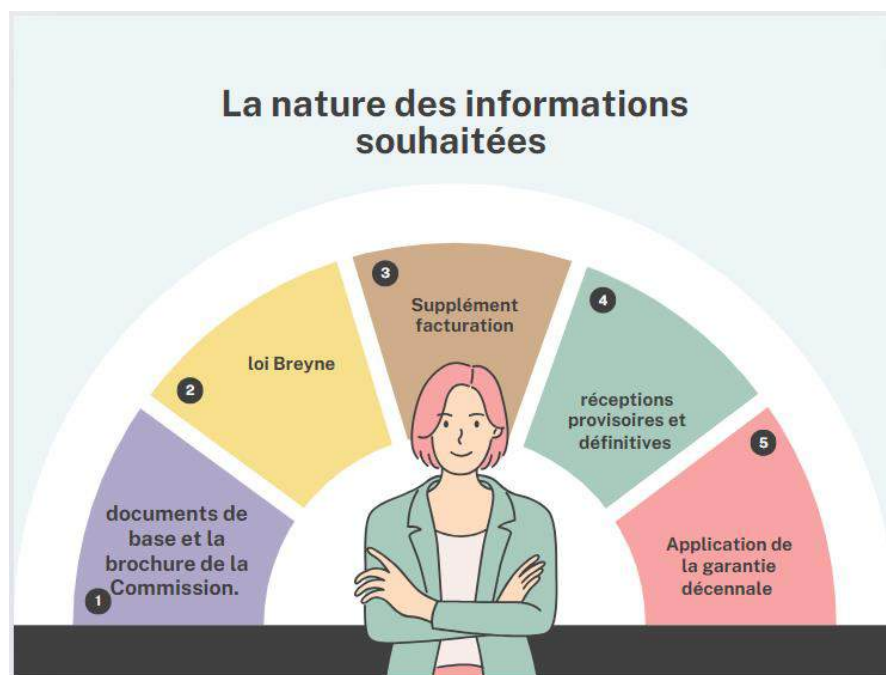 La nature des informations
souhaitées
1
documents de
base et la
brochure de la
Commission.
2
loi Breyne
3
Supplément
facturation
4
réceptions
provisoires et
définitives
5
Application de
la garantie
décennale